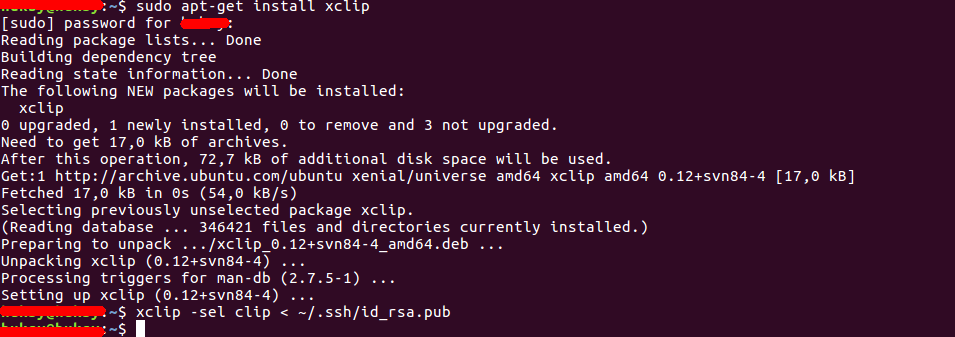 :~$ sudo apt-get install xclip
[sudo] password for :
Reading package lists... Done
Building dependency tree
Reading state information... Done
The following NEW packages will be installed:
  xclip
0 upgraded, 1 newly installed, 0 to remove and 3 not upgraded.
Need to get 17,0 kB of archives.
After this operation, 72,7 kB of additional disk space will be used.
Get:1 http://archive.ubuntu.com/ubuntu xenial/universe amd64 xclip amd64 0.12+svn84-4 [17,0 kB]
Fetched 17,0 kB in 0s (54,0 kB/s)
Selecting previously unselected package xclip.
(Reading database ... 346421 files and directories currently installed.)
Preparing to unpack .../xclip_0.12+svn84-4_amd64.deb ...
Unpacking xclip (0.12+svn84-4) ...
Processing triggers for man-db (2.7.5-1) ...
Setting up xclip (0.12+svn84-4) ...
:~$ xclip -sel clip < ~/.ssh/id_rsa.pub
:~$